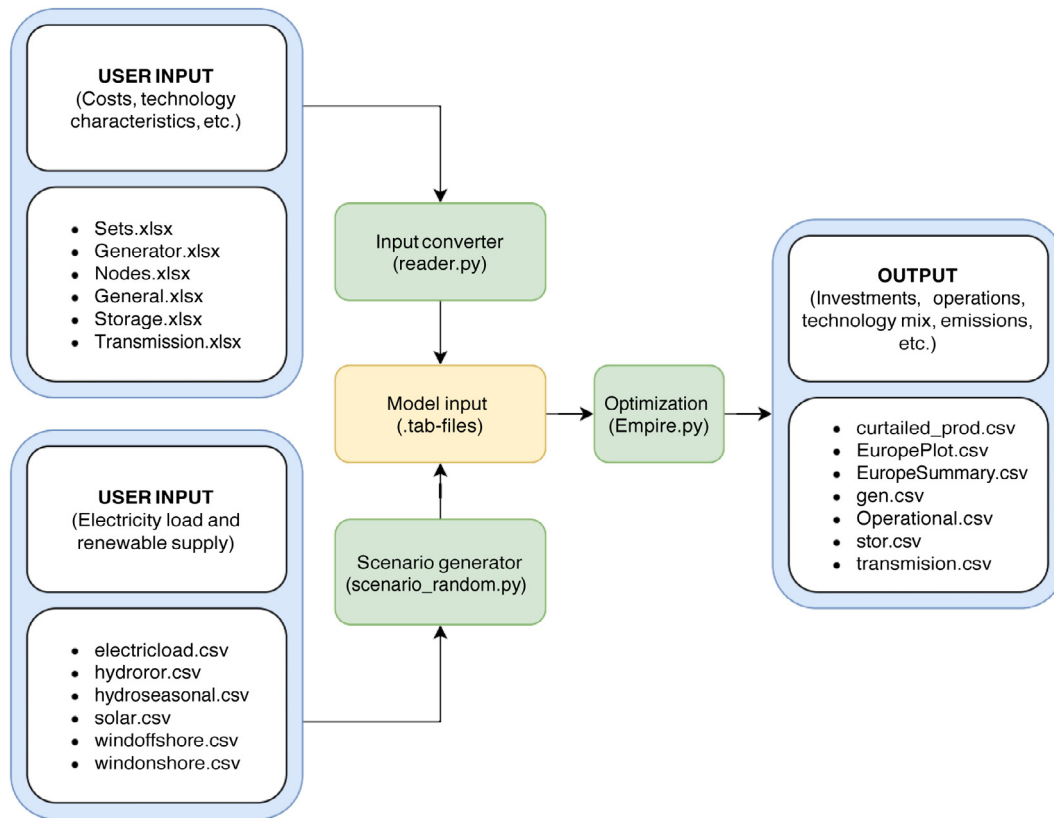 USER INPUT
(Costs, technology
characteristics, etc.)
• Sets.xlsx
• Generator.xlsx
• Nodes.xlsx
• General.xlsx
• Storage.xlsx
• Transmission.xlsx
USER INPUT
(Electricity load and
renewable supply)
• electricload.csv
• hydroror.csv
• hydroseasonal.csv
• solar.csv
• windoffshore.csv
• windonshore.csv
Input converter
(reader.py)
Model input
(.tab-files)
Scenario generator
(scenario_random.py)
Optimization
(Empire.py)
OUTPUT
(Investments, operations,
technology mix, emissions,
etc.)
• curtailed_prod.csv
• EuropePlot.csv
• EuropeSummary.csv
• gen.csv
• Operational.csv
• stor.csv
• transmision.csv